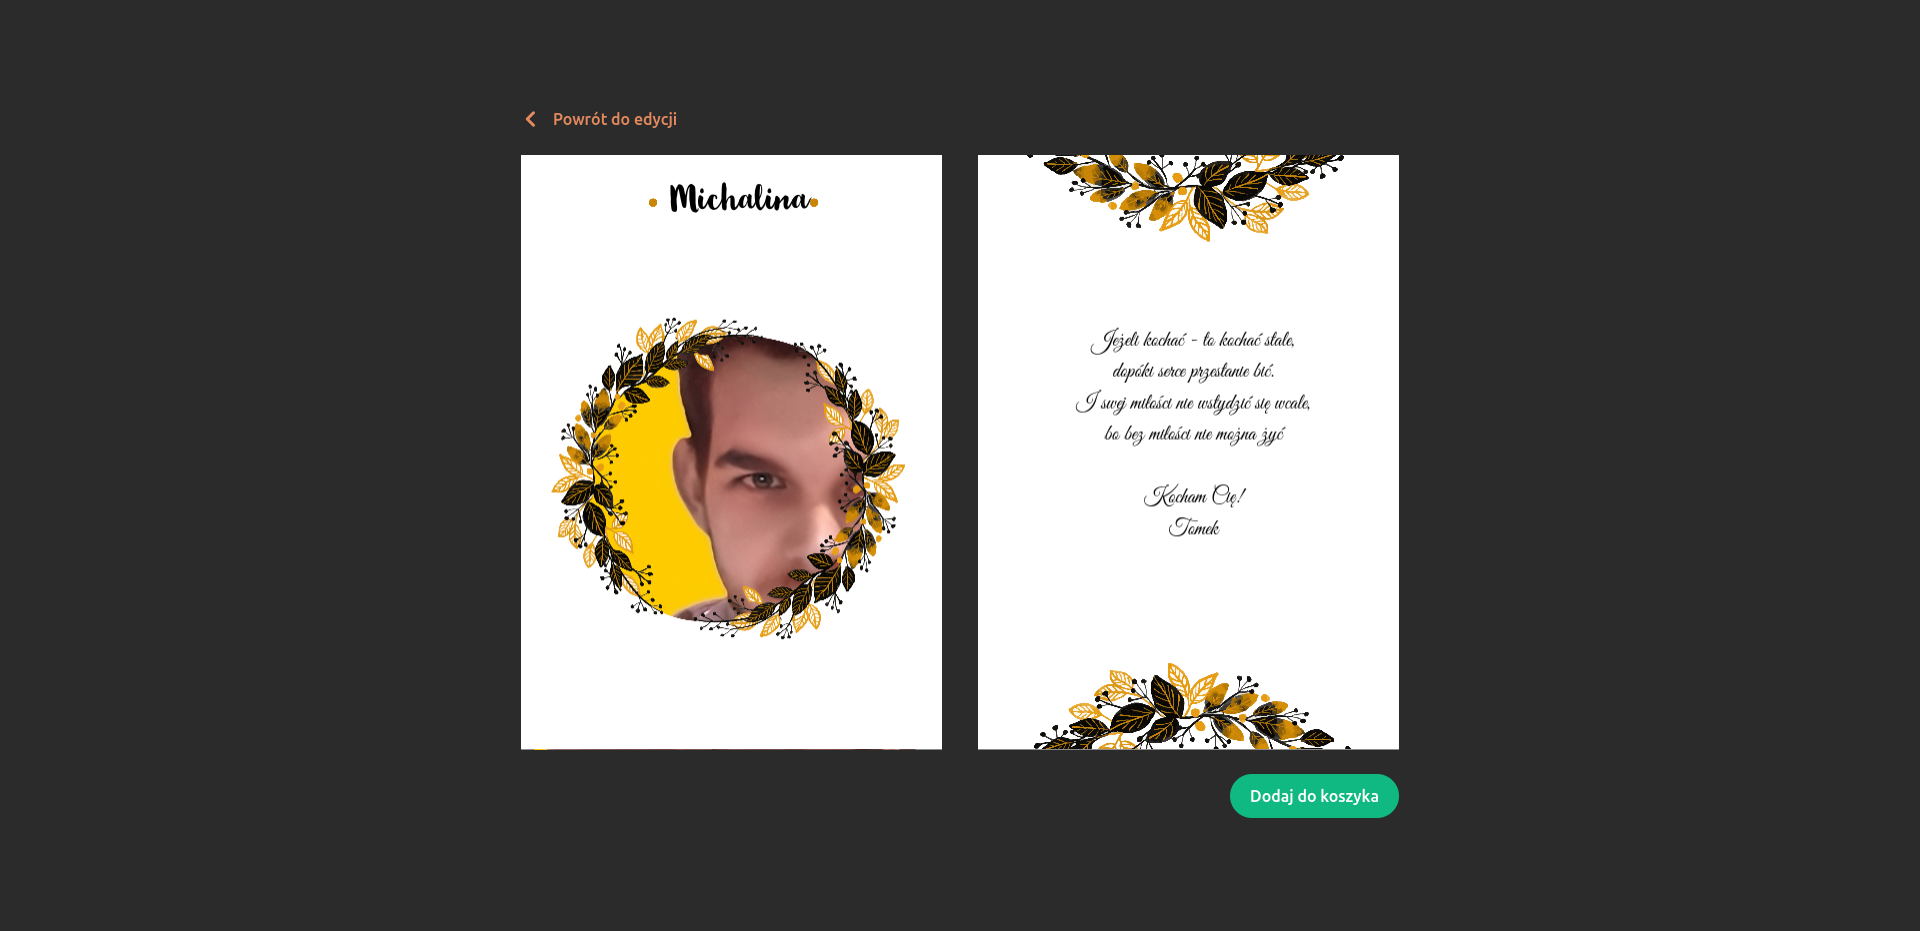 Powrót do edycji
Michalina
Jeżeli kochać - to kochać stale,
dopóki serce przestanie bić.
I swej miłości nie wstydzić się wcale,
bo bez miłości nie można żyć
Kocham Cię!
Tomek
Dodaj do koszyka